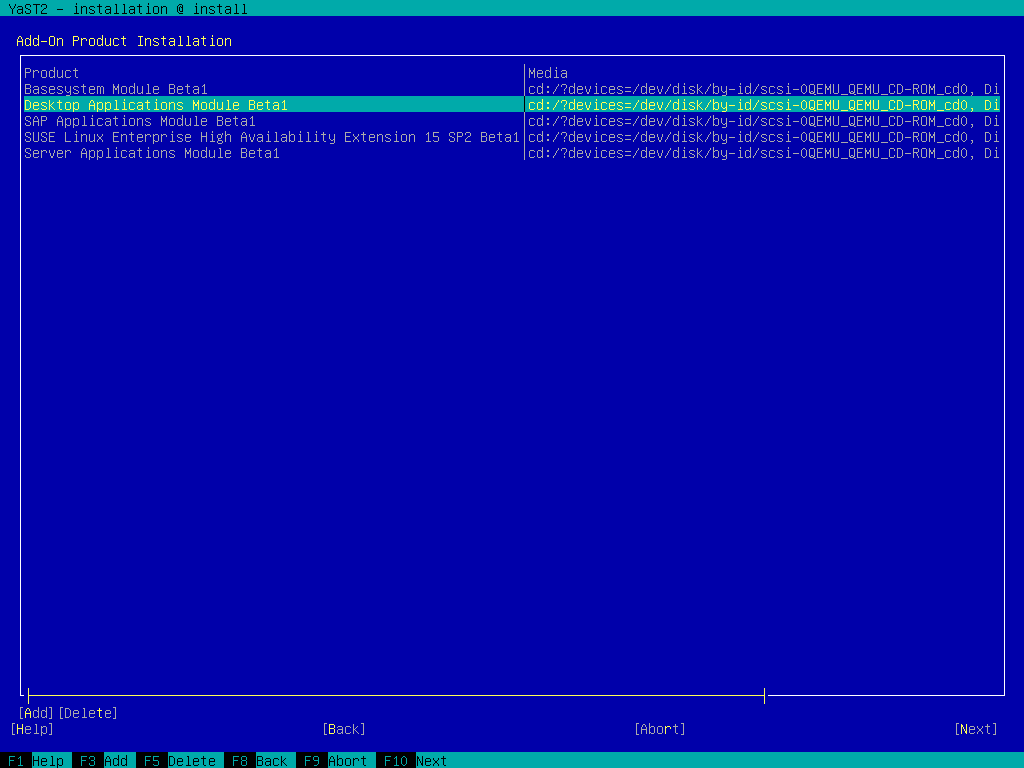 YaST2 - installation @ install
Add-On Product Installation
Product |Media
Basesystem Module Beta1 |cd:/?devices=/dev/disk/by-id/scsi-0QEMU_QEMU_CD-ROM_cd0, Di
Desktop Applications Module Beta1 |cd:/?devices=/dev/disk/by-id/scsi-0QEMU_QEMU_CD-ROM_cd0, Di
SAP Applications Module Beta1 |cd:/?devices=/dev/disk/by-id/scsi-0QEMU_QEMU_CD-ROM_cd0, Di
SUSE Linux Enterprise High Availability Extension 15 SP2 Beta1|cd:/?devices=/dev/disk/by-id/scsi-0QEMU_QEMU_CD-ROM_cd0, Di
Server Applications Module Beta1 |cd:/?devices=/dev/disk/by-id/scsi-0QEMU_QEMU_CD-ROM_cd0, Di
[Add][Delete]
[Help] [Back] [Abort] [Next]
F1 Help F3 Add F5 Delete F8 Back F9 Abort F10 Next